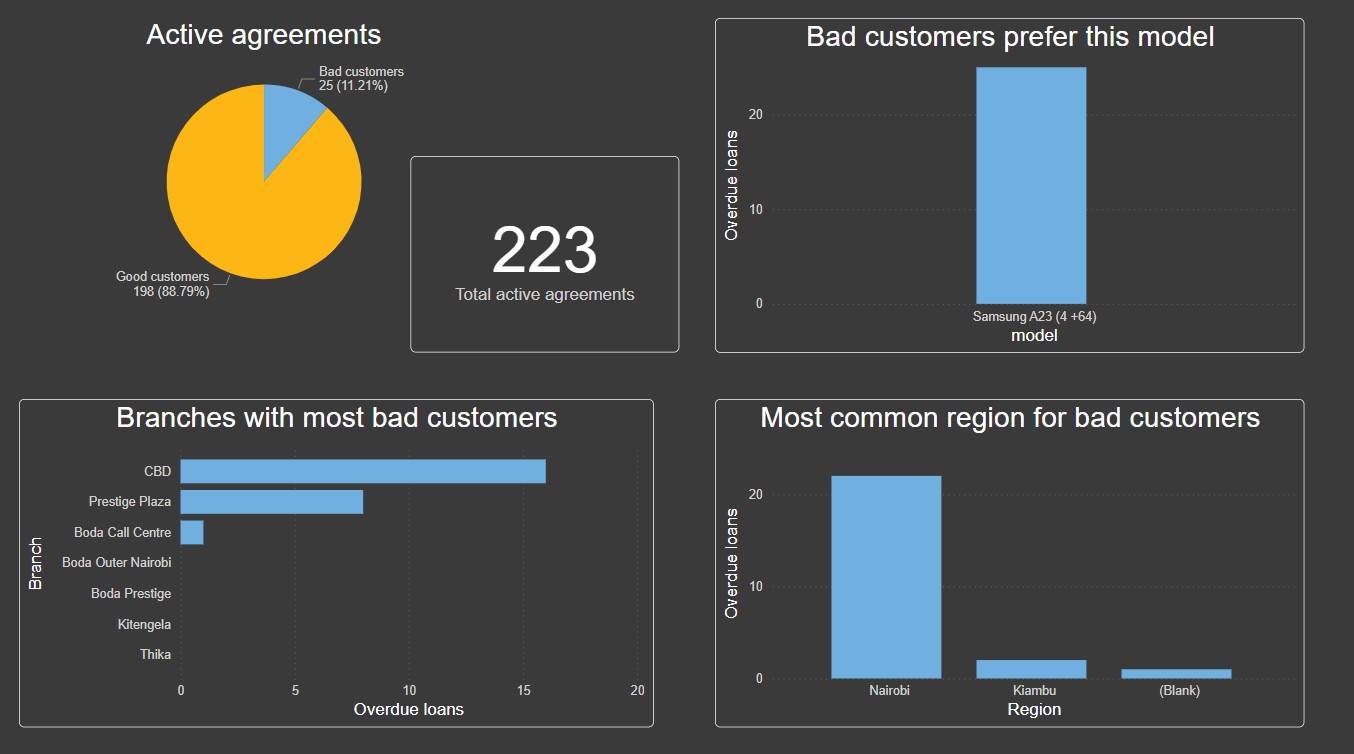 Active agreements
Bad customers
25 (11.21%)
Good customers
198 (88.79%)
223
Total active agreements
Bad customers prefer this model
Overdue loans
20
10
0
Samsung A23 (4 +64)
model
Branches with most bad customers
Branch
CBD
Prestige Plaza
Boda Call Centre
Boda Outer Nairobi
Boda Prestige
Kitengela
Thika
0 5 10 15 20
Overdue loans
Most common region for bad customers
Overdue loans
20
10
0
Nairobi Kiambu (Blank)
Region